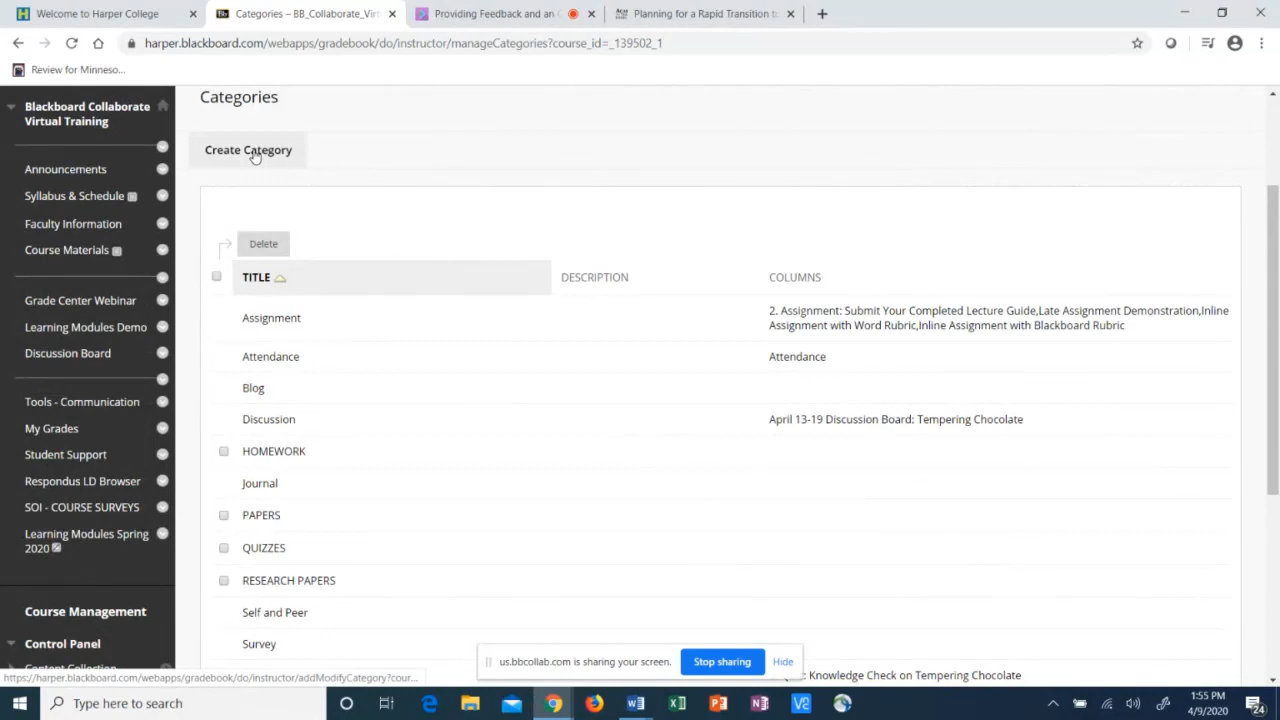 Welcome to Harper College
Categories – BB_Collaborate_Virt
Providing Feedback and an
Planning for a Rapid Transition to
harper.blackboard.com/webapps/gradebook/do/instructor/manageCategories?course_id=_139502_1
Review for Minneso...
Blackboard Collaborate
Virtual Training
Announcements
Syllabus & Schedule
Faculty Information
Course Materials
Grade Center Webinar
Learning Modules Demo
Discussion Board
Tools - Communication
My Grades
Student Support
Respondus LD Browser
SOI - COURSE SURVEYS
Learning Modules Spring
2020
Course Management
Control Panel
Content Collection
Categories
Create Category
Delete
TITLE DESCRIPTION COLUMNS
Assignment 2. Assignment: Submit Your Completed Lecture Guide,Late Assignment Demonstration,Inline
Assignment with Word Rubric,Inline Assignment with Blackboard Rubric
Attendance Attendance
Blog
Discussion April 13-19 Discussion Board: Tempering Chocolate
HOMEWORK
Journal
PAPERS
QUIZZES
RESEARCH PAPERS
Self and Peer
Survey
Knowledge Check on Tempering Chocolate
us.bbcollab.com is sharing your screen. Stop sharing Hide
https://harper.blackboard.com/webapps/gradebook/do/instructor/addModifyCategory?cour...
Type here to search
1:55 PM
4/9/2020
24